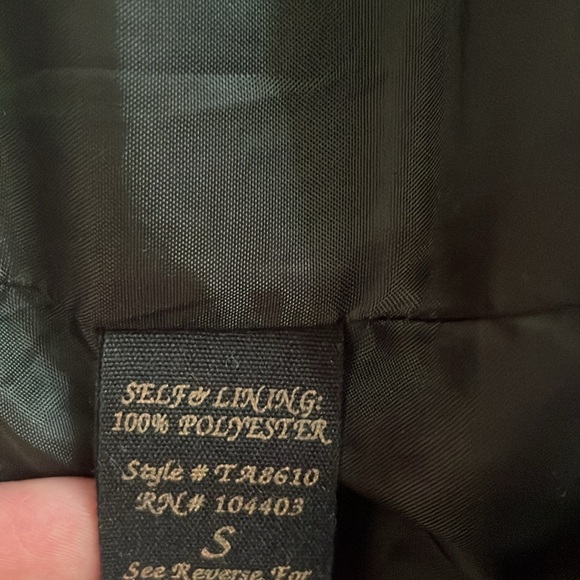 SELF & LINING:
100% POLYESTER
Style # TA8610
RN# 104403
S
See Reverse For